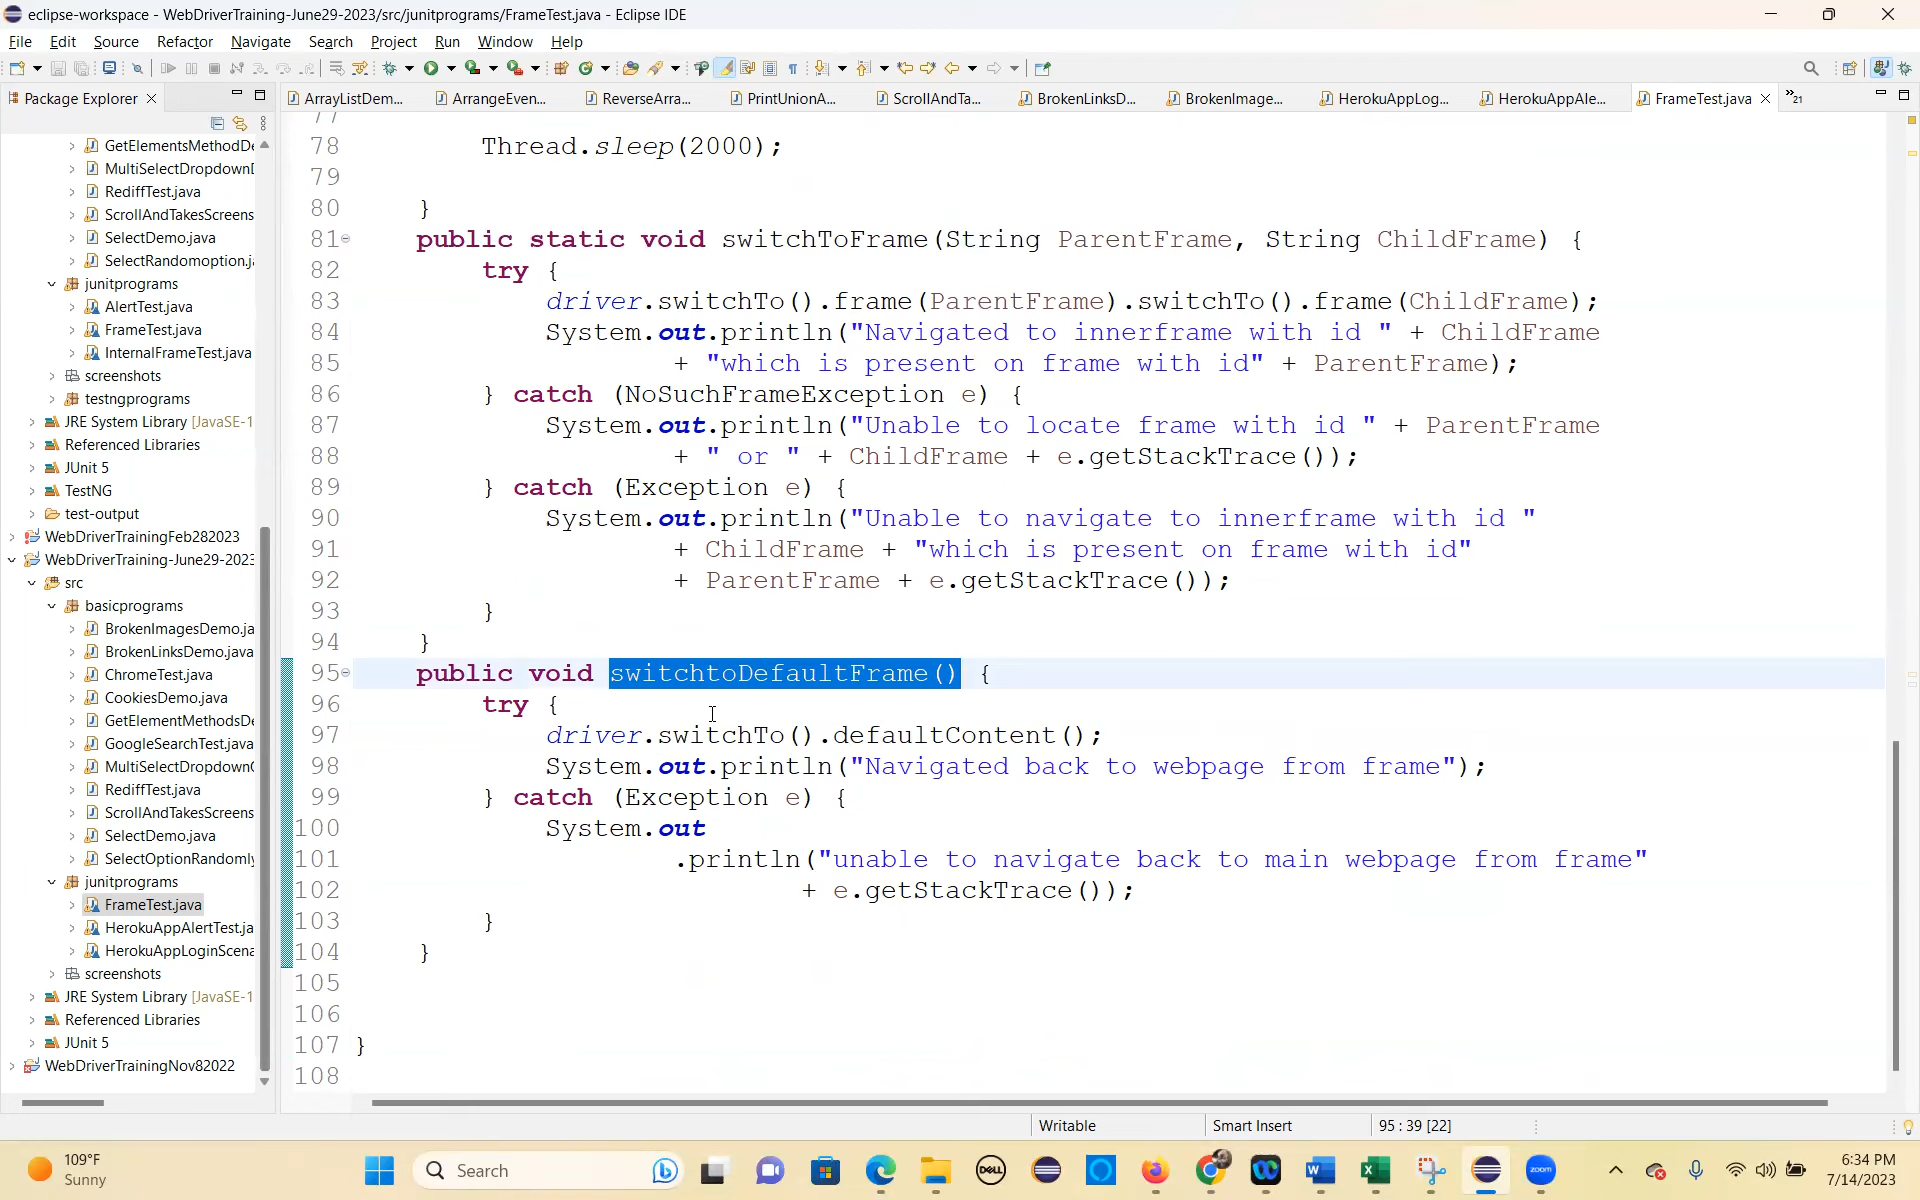 eclipse-workspace - WebDriverTraining-June29-2023/src/junitprograms/FrameTest.java - Eclipse IDE
File Edit Source Refactor Navigate Search Project Run Window Help
Package Explorer
ArrayListDem... ArrangeEven... ReverseArra... PrintUnionA... ScrollAndTa... BrokenLinksD... BrokenImage... HerokuAppLog... HerokuAppAle... FrameTest.java 21
GetElementsMethodDe
MultiSelectDropdownD
RediffTest.java
ScrollAndTakesScreens
SelectDemo.java
SelectRandomoption.ja
junitprograms
AlertTest.java
FrameTest.java
InternalFrameTest.java
screenshots
testngprograms
JRE System Library [JavaSE-1
Referenced Libraries
JUnit 5
TestNG
test-output
WebDriverTrainingFeb282023
WebDriverTraining-June29-2023
src
basicprograms
BrokenImagesDemo.ja
BrokenLinksDemo.java
ChromeTest.java
CookiesDemo.java
GetElementMethodsDe
GoogleSearchTest.java
MultiSelectDropdown
RediffTest.java
ScrollAndTakesScreens
SelectDemo.java
SelectOptionRandomly
junitprograms
FrameTest.java
HerokuAppAlertTest.ja
HerokuAppLoginScena
screenshots
JRE System Library [JavaSE-1
Referenced Libraries
JUnit 5
WebDriverTrainingNov82022
77
78 Thread.sleep(2000);
79
80 }
81 public static void switchToFrame(String ParentFrame, String ChildFrame) {
82 try {
83 driver.switchTo().frame(ParentFrame).switchTo().frame(ChildFrame);
84 System.out.println("Navigated to innerframe with id " + ChildFrame
85 + "which is present on frame with id" + ParentFrame);
86 } catch (NoSuchFrameException e) {
87 System.out.println("Unable to locate frame with id " + ParentFrame
88 + " or " + ChildFrame + e.getStackTrace());
89 } catch (Exception e) {
90 System.out.println("Unable to navigate to innerframe with id "
91 + ChildFrame + "which is present on frame with id"
92 + ParentFrame + e.getStackTrace());
93 }
94 }
95 public void switchtoDefaultFrame() {
96 try {
97 driver.switchTo().defaultContent();
98 System.out.println("Navigated back to webpage from frame");
99 } catch (Exception e) {
100 System.out
101 .println("unable to navigate back to main webpage from frame"
102 + e.getStackTrace());
103 }
104 }
105
106
107 }
108
Writable Smart Insert 95 : 39 [22]
109°F
Sunny
Search
DELL
zoom
6:34 PM
7/14/2023